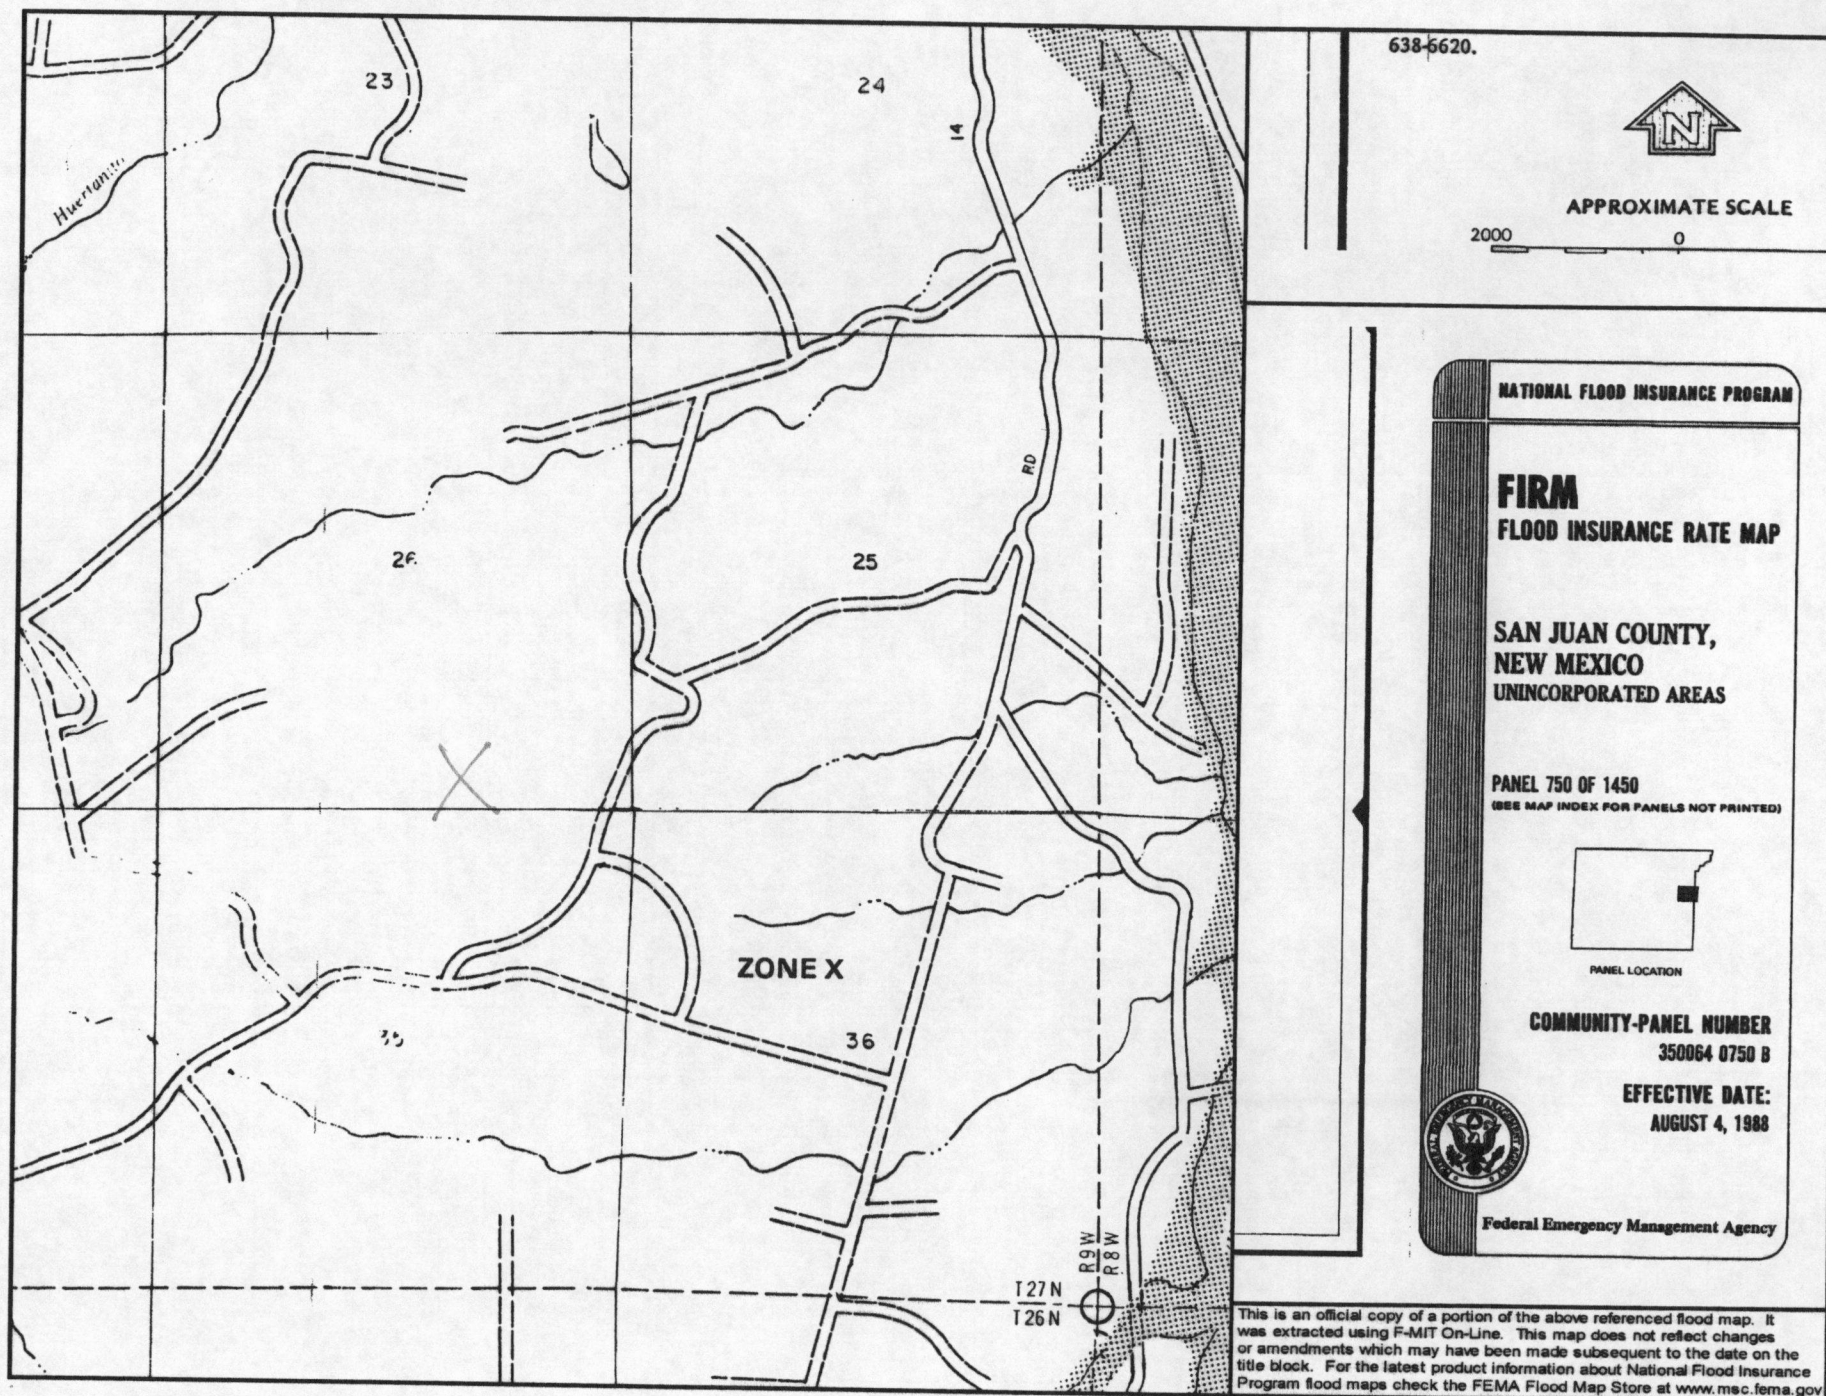 638-6620.
23
24
14
N
APPROXIMATE SCALE
2000
0
NATIONAL FLOOD INSURANCE PROGRAM
FIRM
FLOOD INSURANCE RATE MAP
RD
26
25
SAN JUAN COUNTY,
NEW MEXICO
UNINCORPORATED AREAS
PANEL 750 OF 1450
(SEE MAP INDEX FOR PANELS NOT PRINTED)
PANEL LOCATION
ZONE X
35
36
COMMUNITY-PANEL NUMBER
350064 0750 B
EFFECTIVE DATE:
AUGUST 4, 1988
Federal Emergency Management Agency
R9W
R8W
T27N
T26N
This is an official copy of a portion of the above referenced flood map. It
was extracted using F-MIT On-Line. This map does not reflect changes
or amendments which may have been made subsequent to the date on the
title block. For the latest product information about National Flood Insurance
Program flood maps check the FEMA Flood Map Store at www.msc.fema.gov